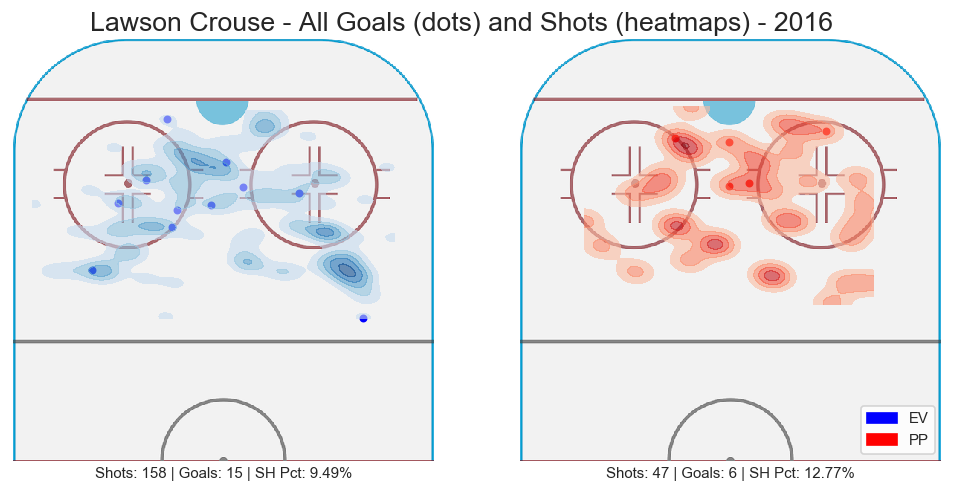 Lawson Crouse - All Goals (dots) and Shots (heatmaps) - 2016
EV
PP
Shots: 158 | Goals: 15 | SH Pct: 9.49%
Shots: 47 | Goals: 6 | SH Pct: 12.77%